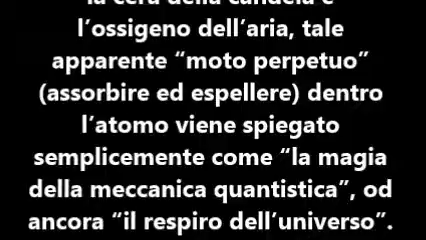 la cera della candela e
l’ossigeno dell’aria, tale
apparente “moto perpetuo”
(assorbire ed espellere) dentro
l’atomo viene spiegato
semplicemente come “la magia
della meccanica quantistica”, od
ancora “il respiro dell’universo”.